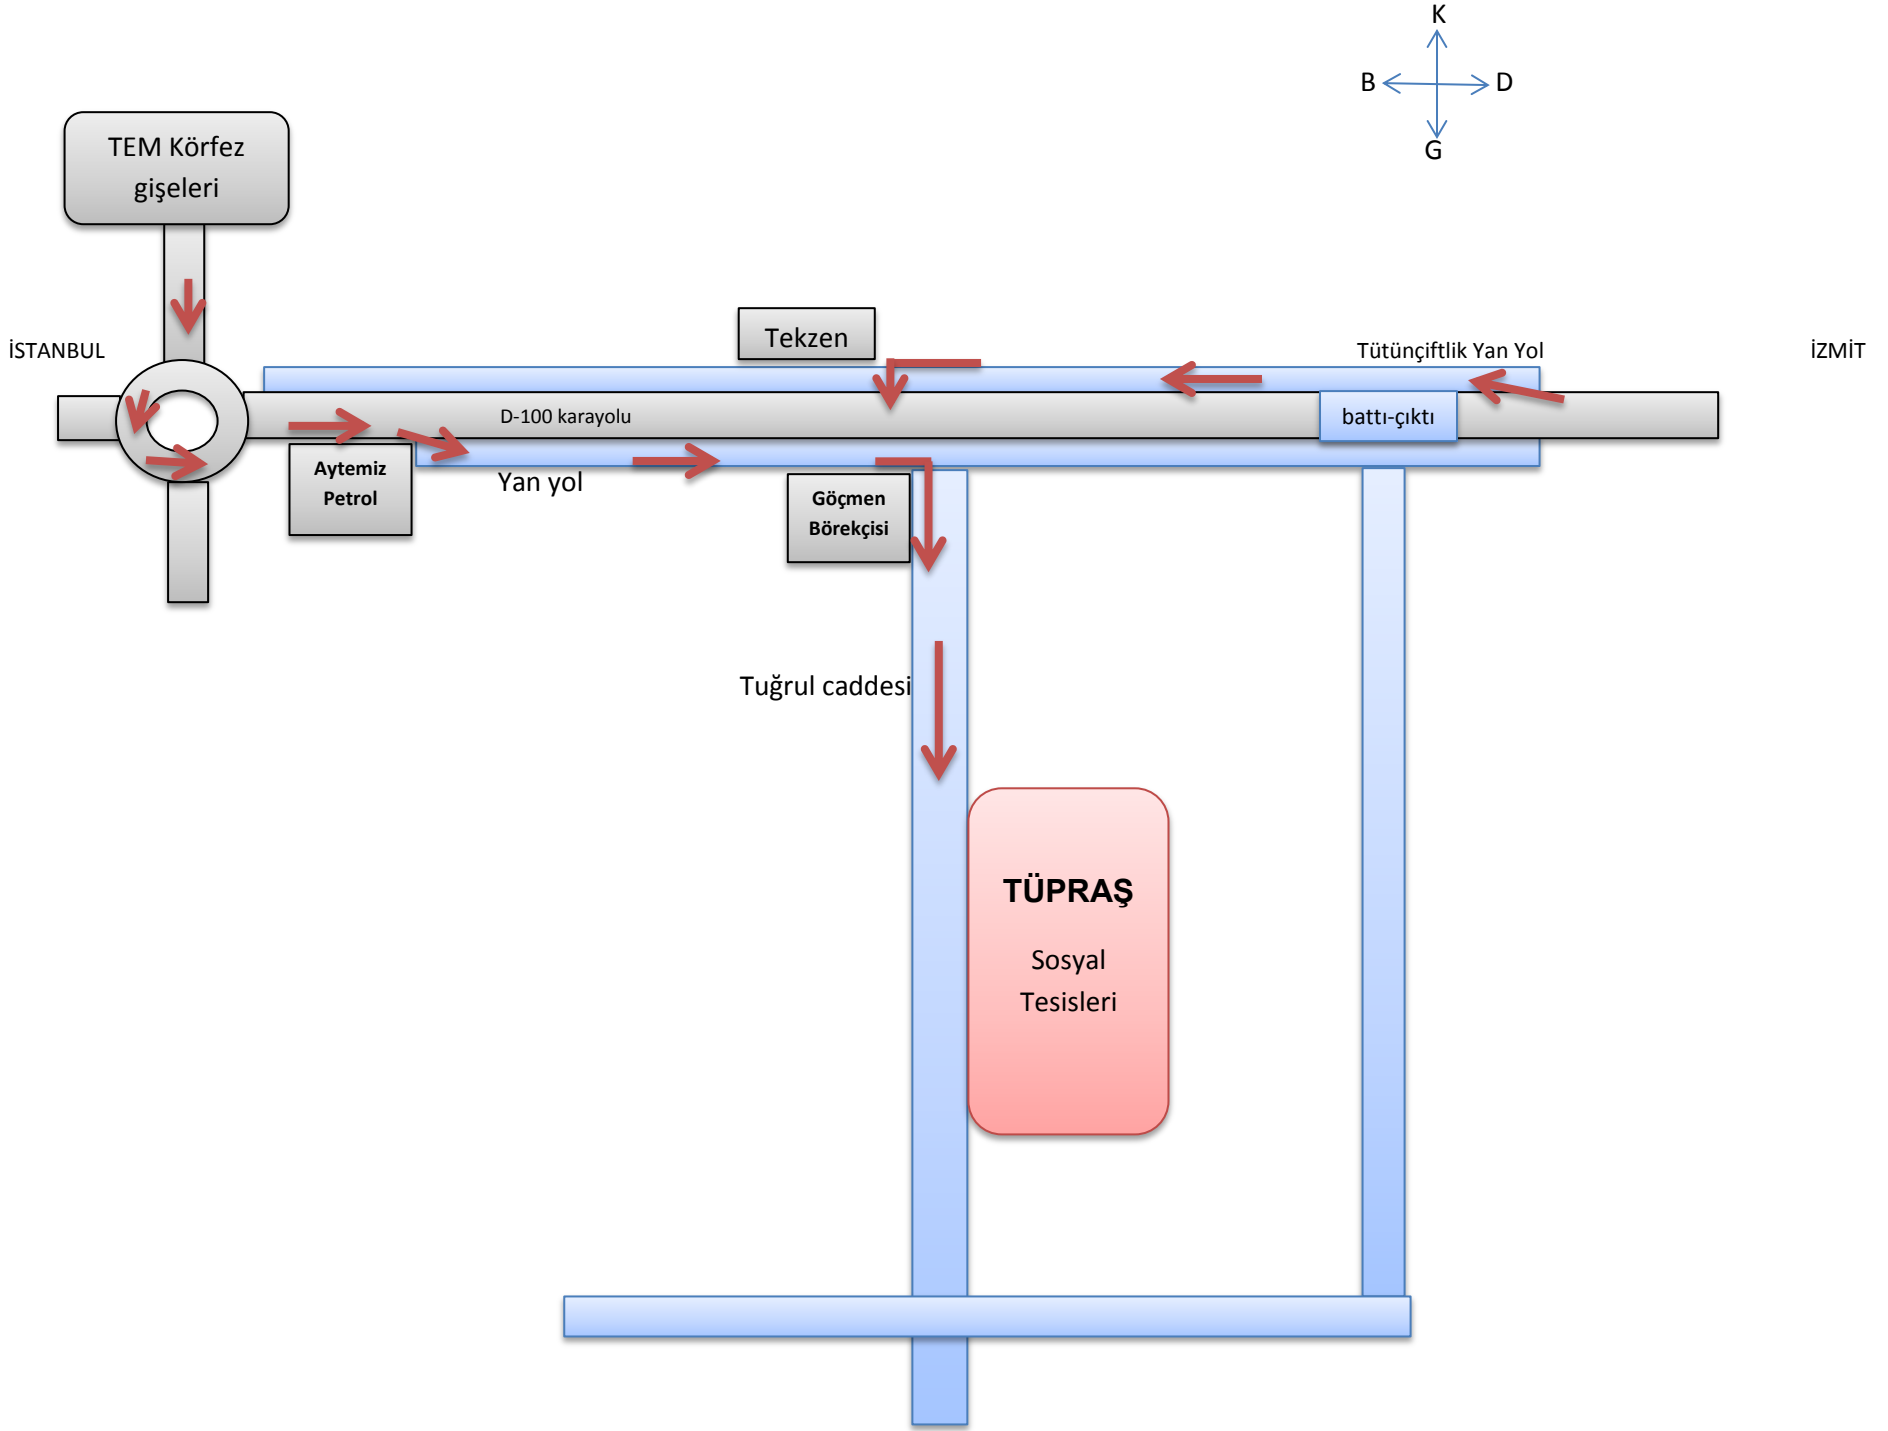 K
B
D
G
TEM Körfez
gişeleri
İSTANBUL
Tekzen
Tütünçiftlik Yan Yol
İZMİT
D-100 karayolu
battı-çıktı
Aytemiz
Petrol
Yan yol
Göçmen
Börekçisi
Tuğrul caddesi
TÜPRAŞ
Sosyal
Tesisleri